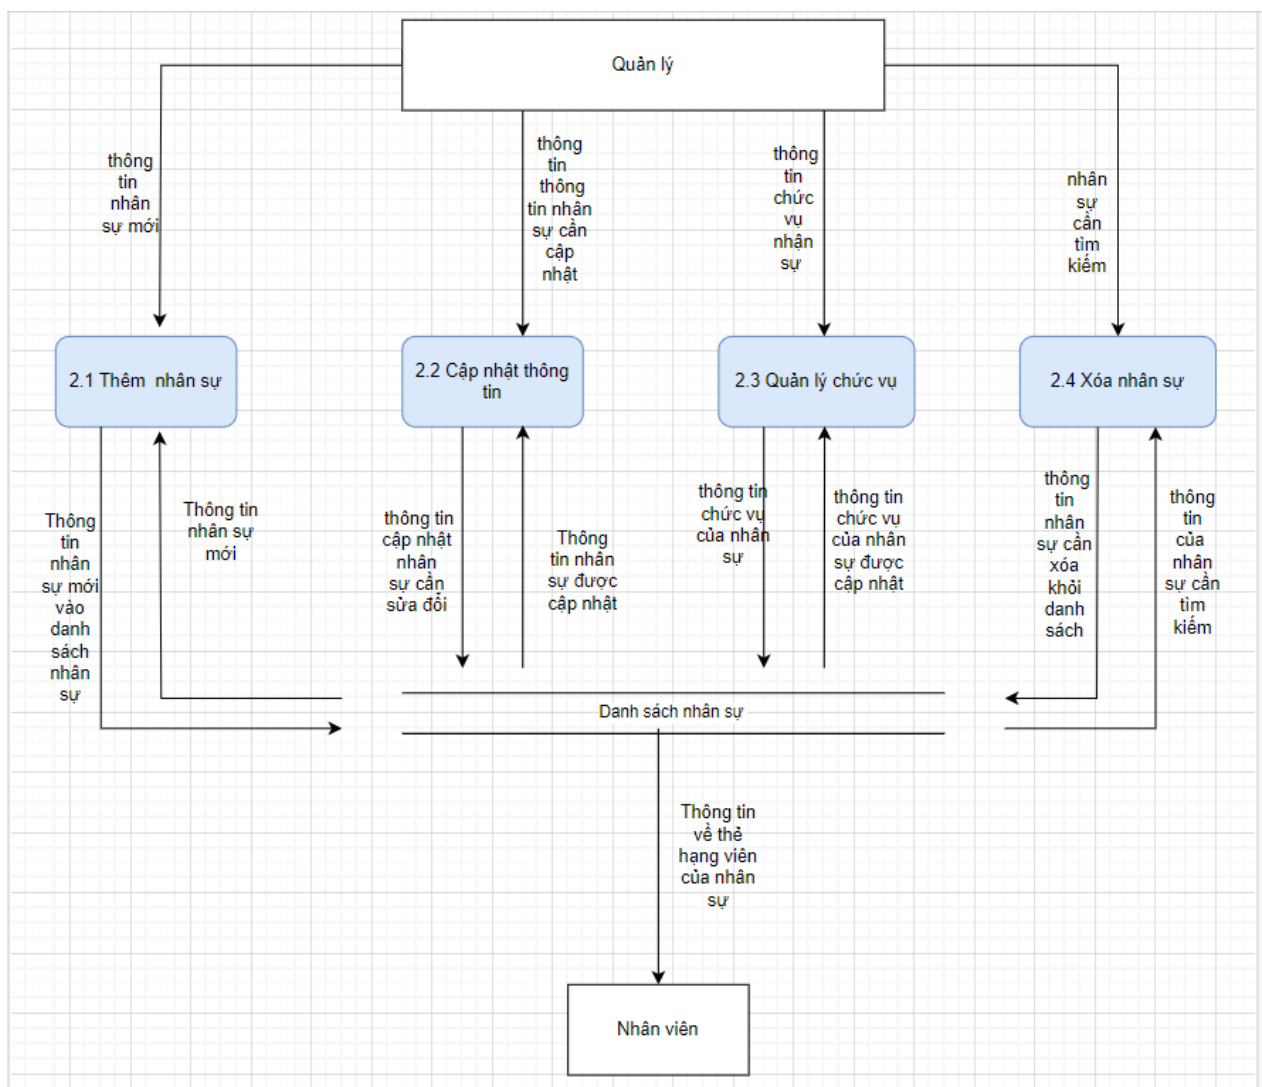 Quản lý
thông
tin
nhân
sự mới
thông
tin
thông
tin nhân
sự cần
cập
nhật
thông
tin
chức
vụ
nhận
sự
nhân
sự
cần
tìm
kiếm
2.1 Thêm nhân sự
2.2 Cập nhật thông
tin
2.3 Quản lý chức vụ
2.4 Xóa nhân sự
Thông
tin
nhân
sự mới
vào
danh
sách
nhân
sự
Thông tin
nhân sự
mới
thông tin
cập nhật
nhân
sự cần
sửa đổi
Thông
tin nhân
sự được
cập nhật
thông tin
chức vụ
của nhân
sự
thông tin
chức vụ
của nhân
sự được
cập nhật
thông
tin
nhân
sự cần
xóa
khỏi
danh
sách
thông
tin
của
nhân
sự cần
tìm
kiếm
Danh sách nhân sự
Thông tin
về thẻ
hạng viên
của nhân
sự
Nhân viên